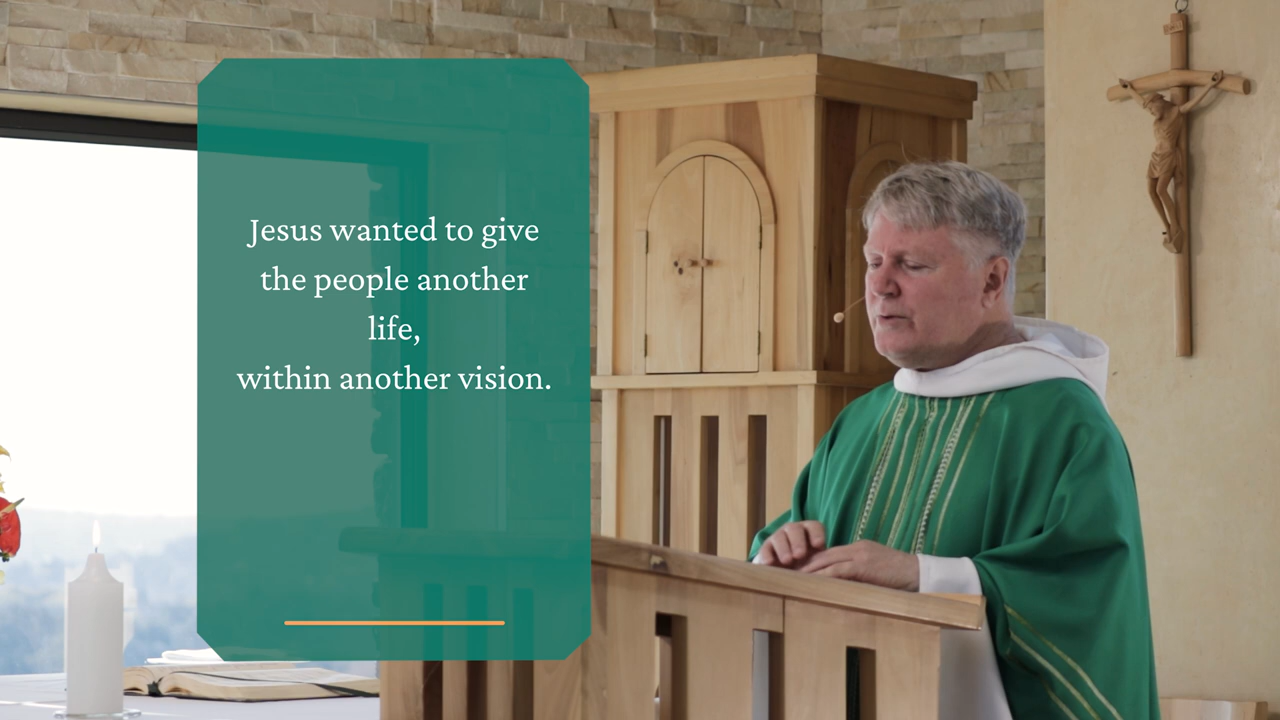 Jesus wanted to give
the people another
life,
within another vision.